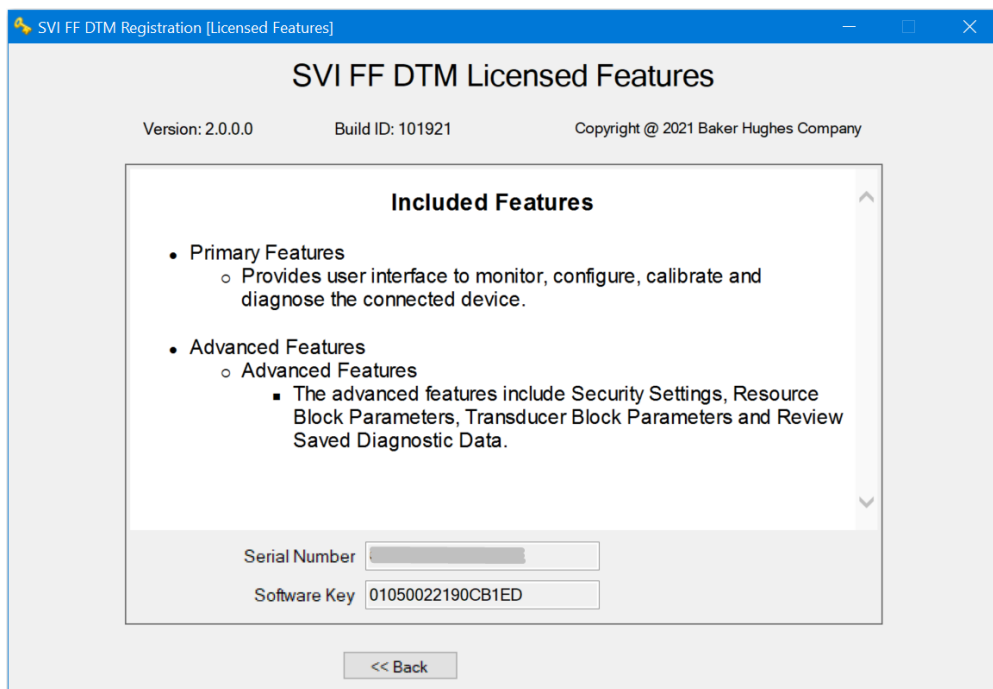 SVI FF DTM Registration [Licensed Features]
SVI FF DTM Licensed Features
Version: 2.0.0.0 Build ID: 101921 Copyright @ 2021 Baker Hughes Company
Included Features
• Primary Features
o Provides user interface to monitor, configure, calibrate and
diagnose the connected device.
• Advanced Features
o Advanced Features
▪ The advanced features include Security Settings, Resource
Block Parameters, Transducer Block Parameters and Review
Saved Diagnostic Data.
Serial Number
Software Key 01050022190CB1ED
<< Back